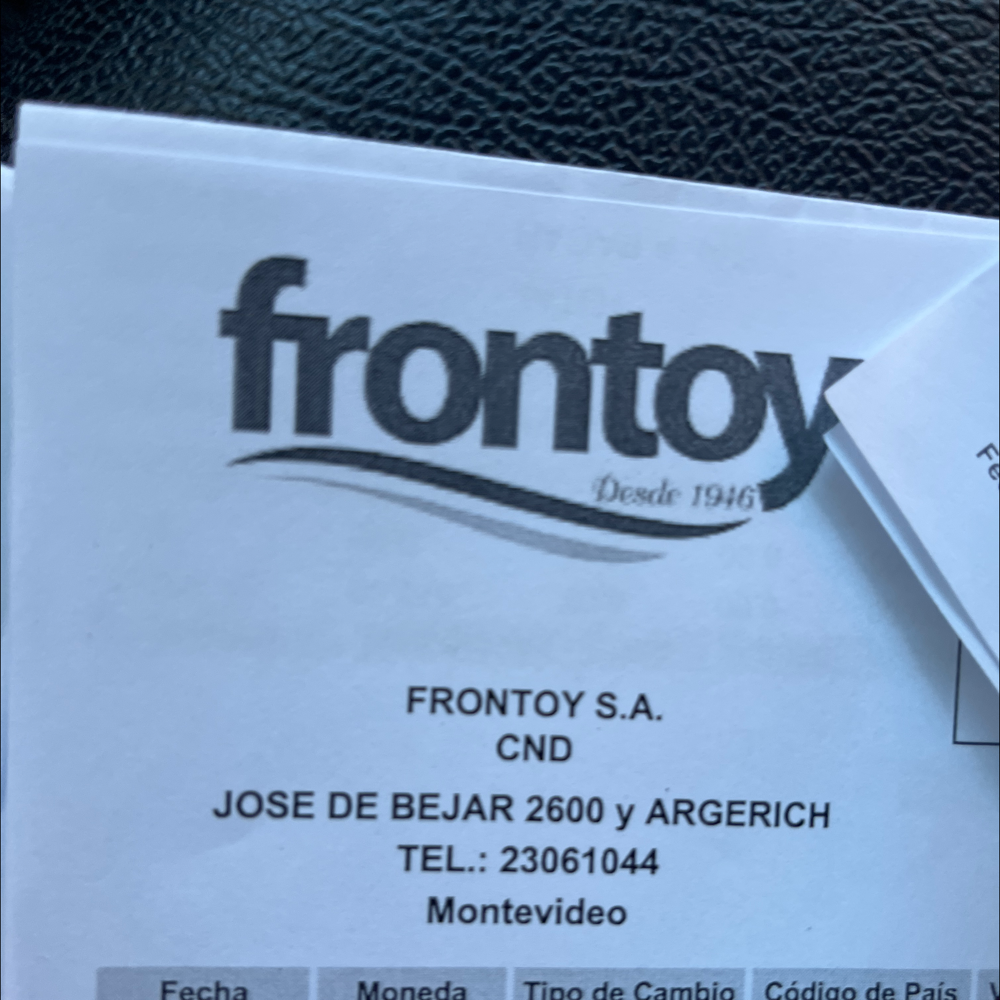 frontoy
Desde 1946
FRONTOY S.A.
CND
JOSE DE BEJAR 2600 y ARGERICH
TEL.: 23061044
Montevideo
Fecha Moneda Tipo de Cambio Código de País